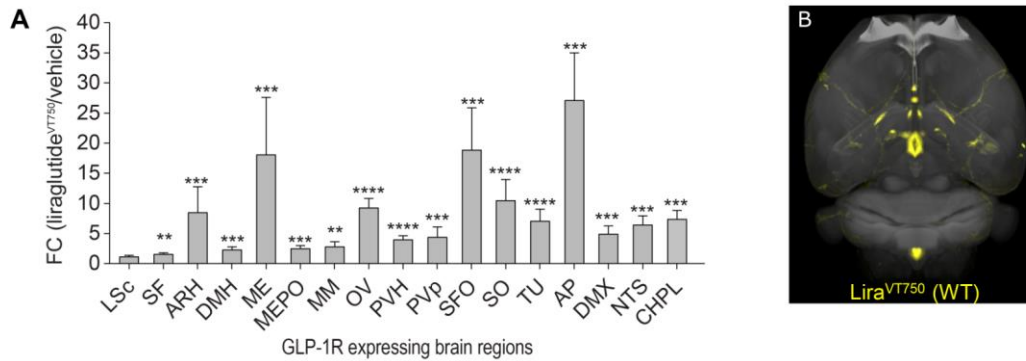 A
FC (liraglutide^VT750/vehicle)
40
35
30
25
20
15
10
5
0
**
***
***
***
***
**
****
****
***
***
****
****
***
***
***
***
LSc
SF
ARH
DMH
ME
MEPO
MM
OV
PVH
PVp
SFO
SO
TU
AP
DMX
NTS
CHPL
GLP-1R expressing brain regions
B
Lira^VT750 (WT)